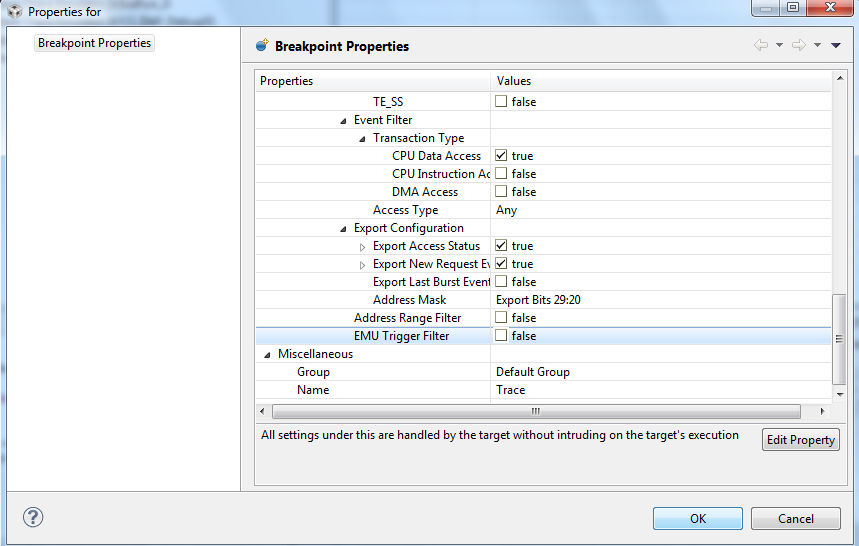 Properties for
Breakpoint Properties
Breakpoint Properties
Properties Values
TE_SS false
Event Filter
Transaction Type
CPU Data Access true
CPU Instruction Ac false
DMA Access false
Access Type Any
Export Configuration
Export Access Status true
Export New Request Ev true
Export Last Burst Event false
Address Mask Export Bits 29:20
Address Range Filter false
EMU Trigger Filter false
Miscellaneous
Group Default Group
Name Trace
All settings under this are handled by the target without intruding on the target's execution
Edit Property
OK Cancel